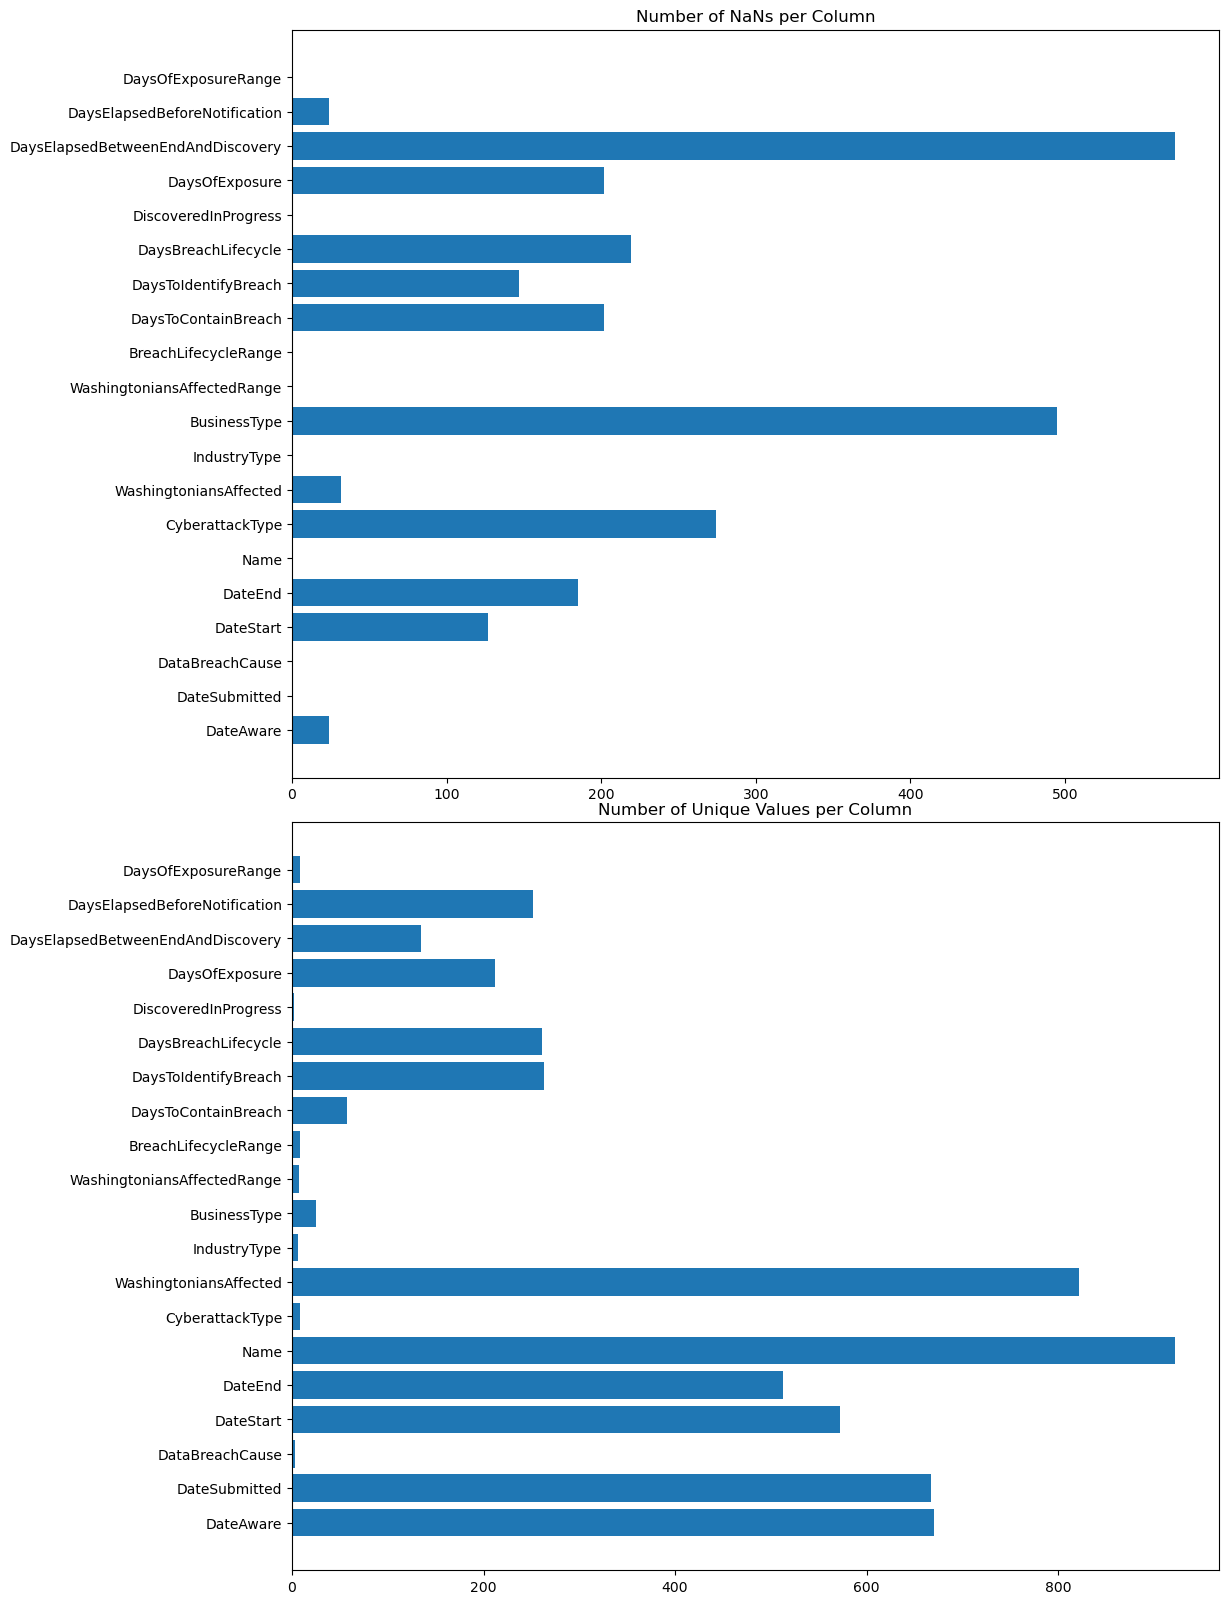 Number of NaNs per Column
DaysOfExposureRange
DaysElapsedBeforeNotification
DaysElapsedBetweenEndAndDiscovery
DaysOfExposure
DiscoveredInProgress
DaysBreachLifecycle
DaysToIdentifyBreach
DaysToContainBreach
BreachLifecycleRange
WashingtoniansAffectedRange
BusinessType
IndustryType
WashingtoniansAffected
CyberattackType
Name
DateEnd
DateStart
DataBreachCause
DateSubmitted
DateAware
0 100 200 300 400 500
Number of Unique Values per Column
DaysOfExposureRange
DaysElapsedBeforeNotification
DaysElapsedBetweenEndAndDiscovery
DaysOfExposure
DiscoveredInProgress
DaysBreachLifecycle
DaysToIdentifyBreach
DaysToContainBreach
BreachLifecycleRange
WashingtoniansAffectedRange
BusinessType
IndustryType
WashingtoniansAffected
CyberattackType
Name
DateEnd
DateStart
DataBreachCause
DateSubmitted
DateAware
0 200 400 600 800